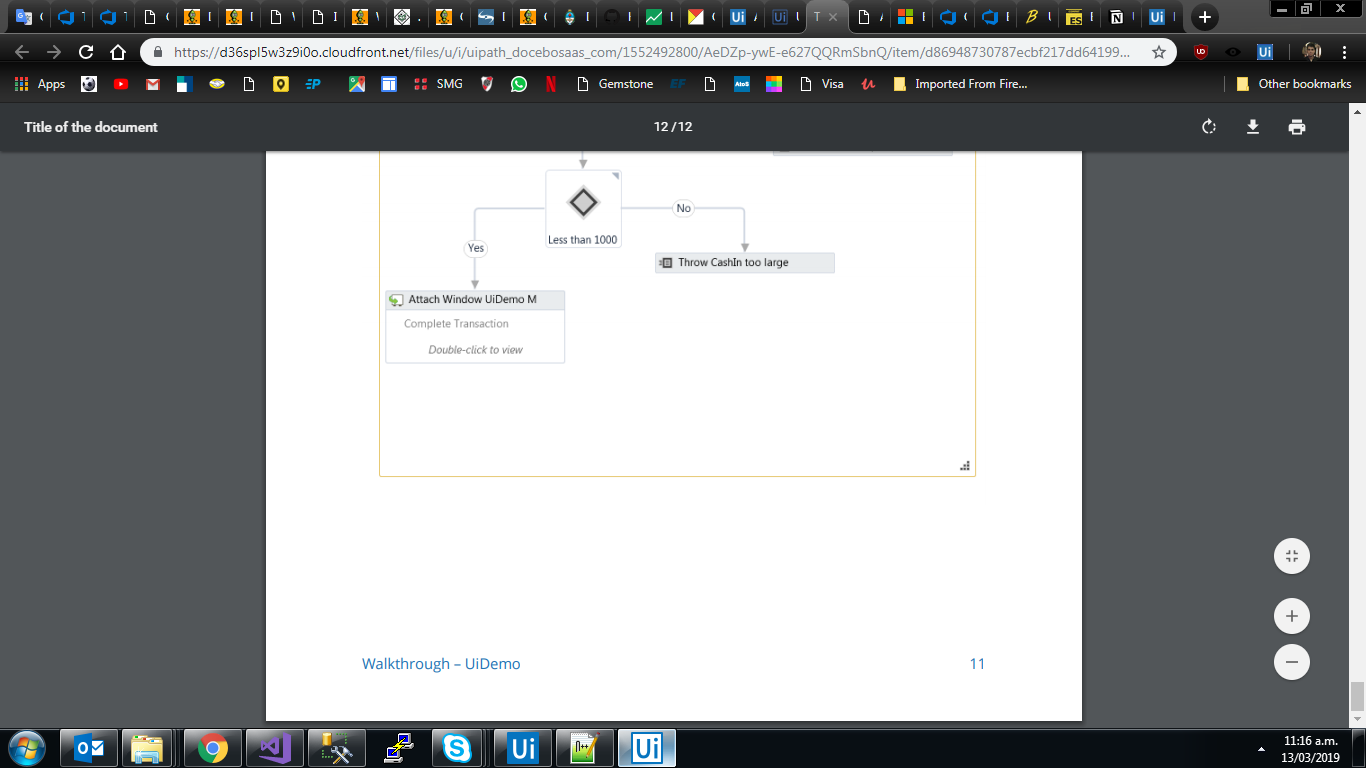 https://d36spl5w3z9i0o.cloudfront.net/files/u/i/uipath_docebosaas_com/1552492800/AeDZp-ywE-e627QQRmSbnQ/item/d86948730787ecbf217dd64199...
Apps
SMG
Gemstone
EF
AtoS
Visa
Imported From Fire...
Other bookmarks
Title of the document
12 / 12
Less than 1000
No
Yes
Throw CashIn too large
Attach Window UiDemo M
Complete Transaction
Double-click to view
Walkthrough – UiDemo
11
11:16 a.m.
13/03/2019